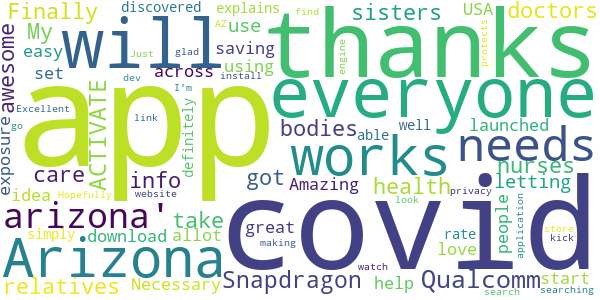 Finally
discovered
explains
find
USA
doctors
My
will
thanks
sisters
AZ
use
Just
glad
engine
protects
easy
dev
across
saving
awesome
set
ACTIVATE
app
I'm
install
using
everyone
Excellent
go
link
definitely
bodies
able
well
launched
needs
exposure
works
care
info
got
Amazing
health
nurses
idea
Hopefully
website
privacy
letting
arizona'
take
covid
look
great
rate
people
application
store
simply
download
allot
making
love
kick
Arizona
Snapdragon
Qualcomm
watch
help
start
relatives
Necessary
search
searching